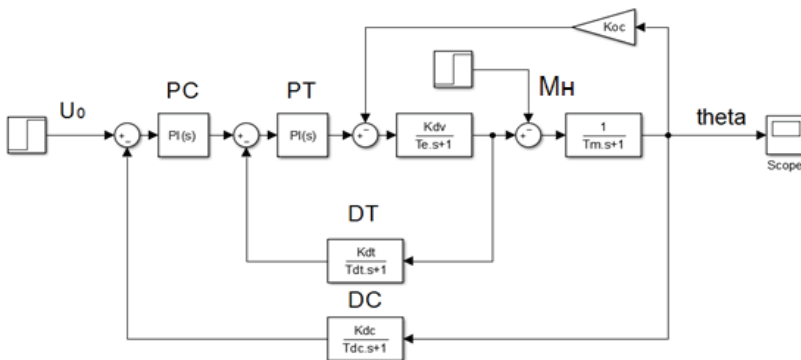 Koc
U₀
PC
PT
Mн
theta
PI(s)
PI(s)
Kdv
Te.s+1
1
Tm.s+1
Scope
DT
Kdt
Tdt.s+1
DC
Kdc
Tdc.s+1